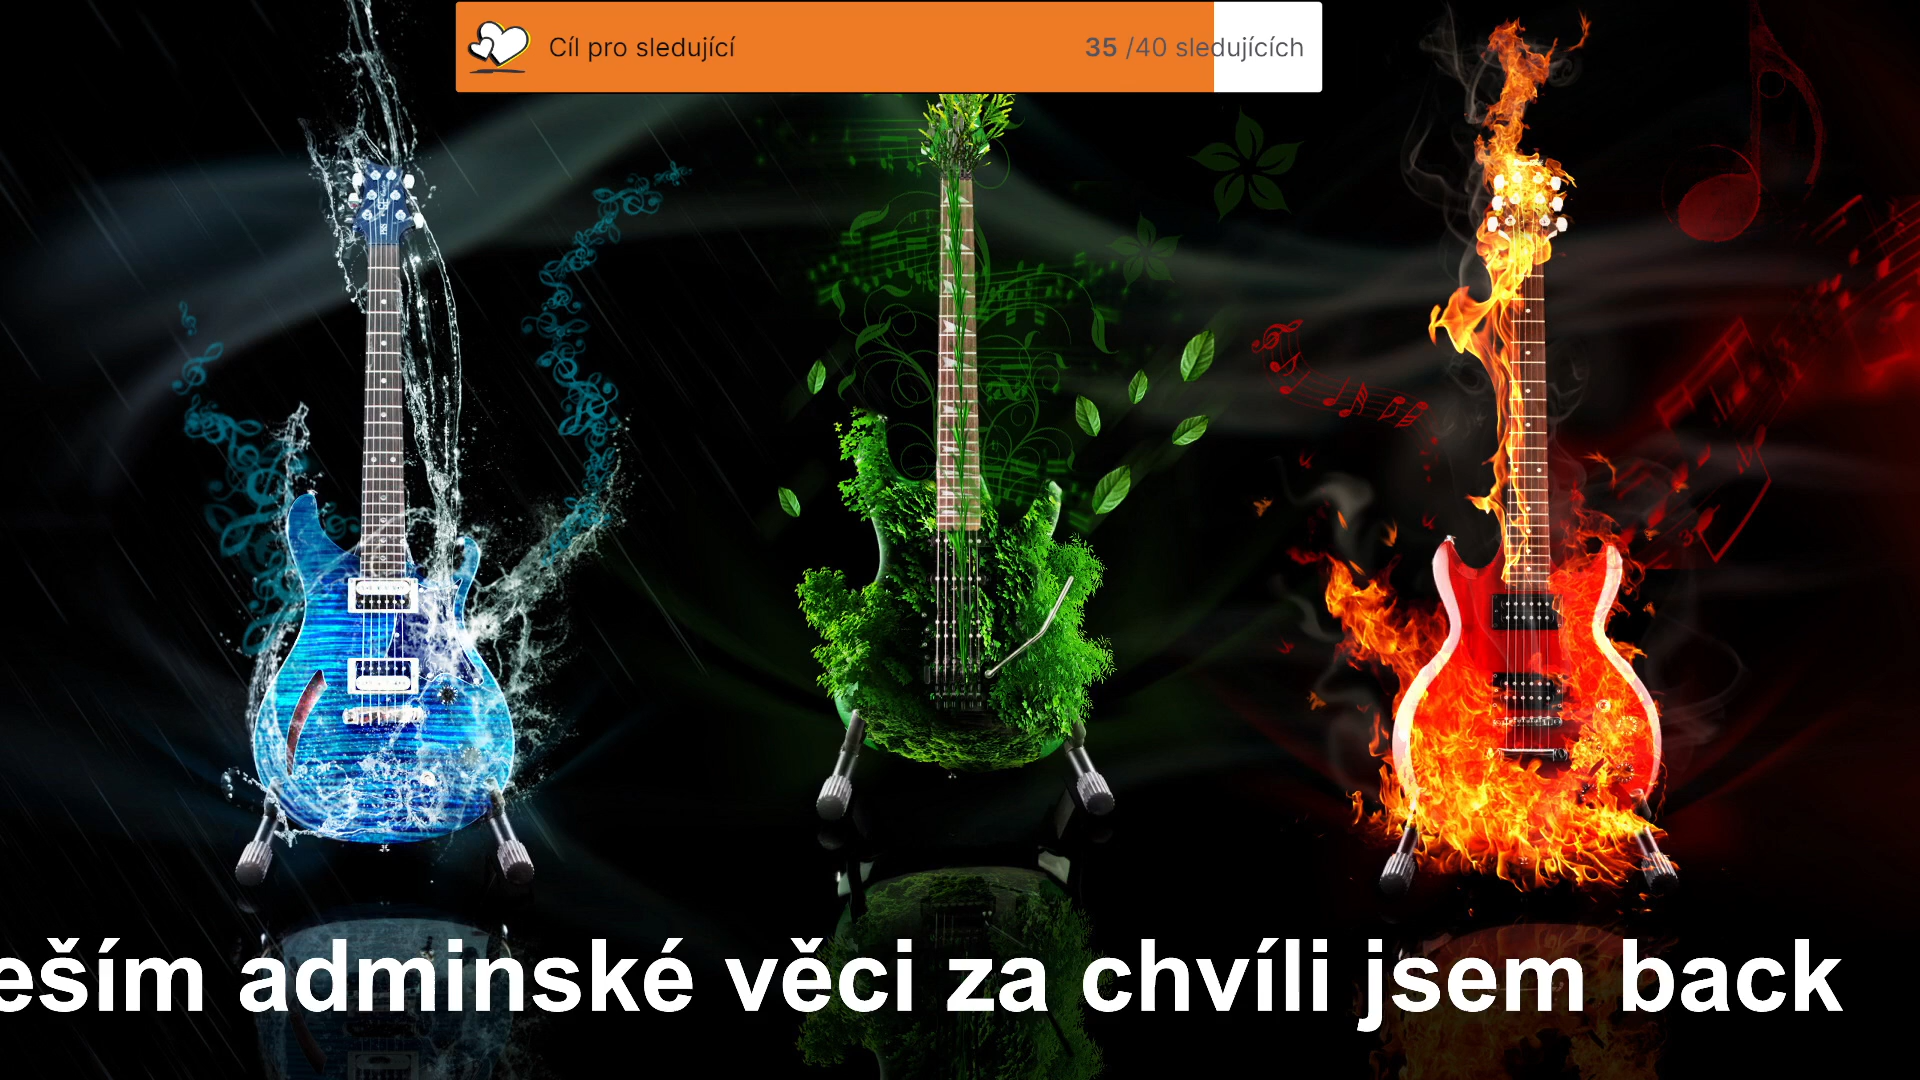 Cíl pro sledující 35 /40 sledujících
eším adminské věci za chvíli jsem back